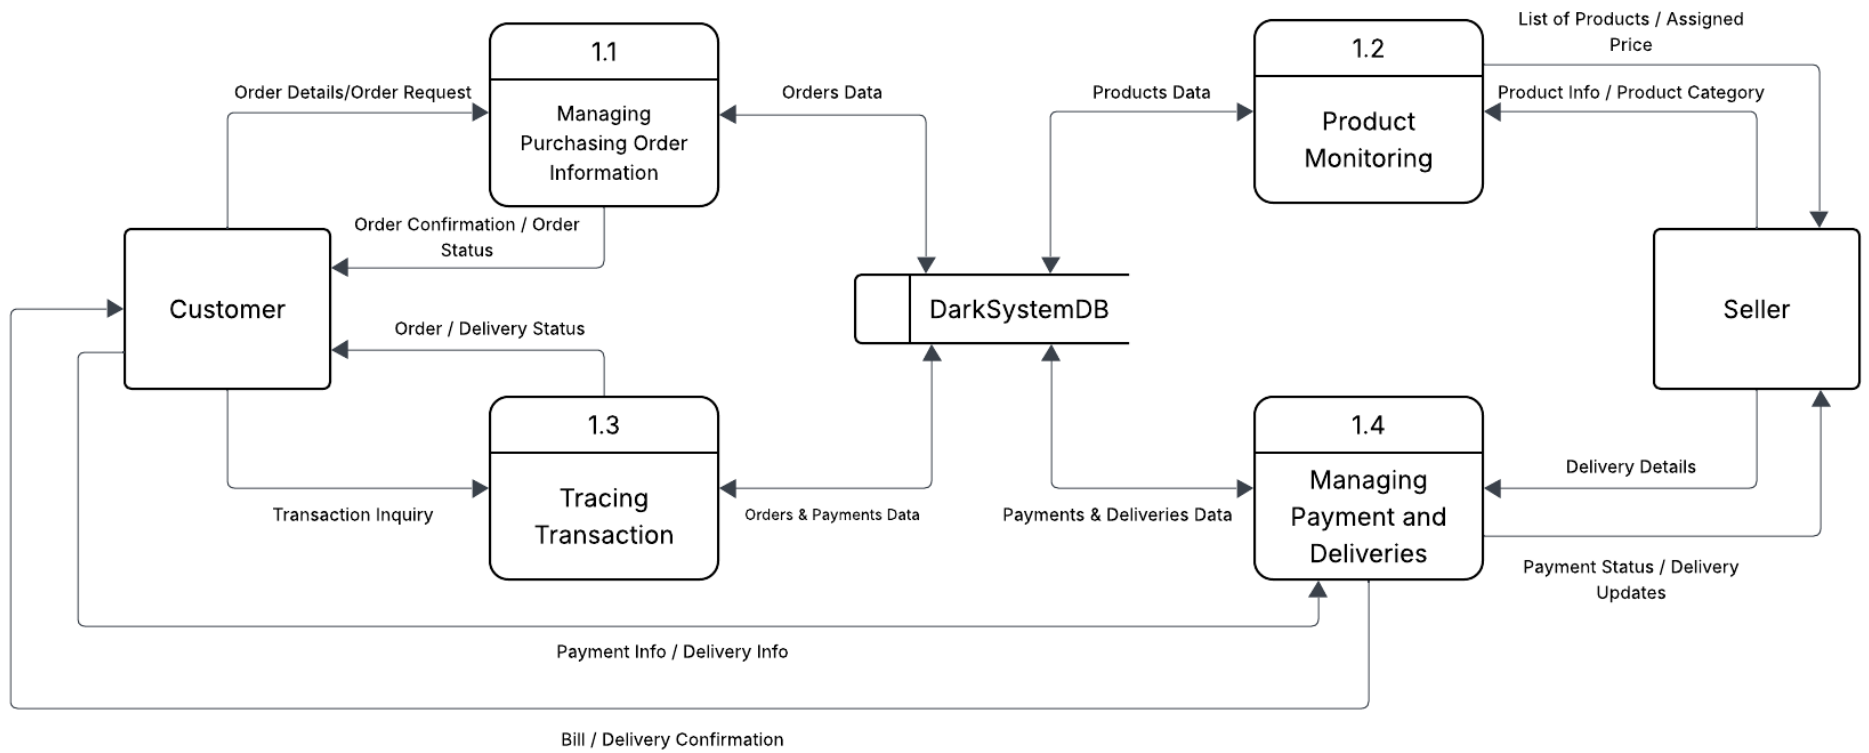 List of Products / Assigned
Price
1.1
1.2
Order Details/Order Request
Orders Data
Products Data
Product Info / Product Category
Managing
Purchasing Order
Information
Product
Monitoring
Order Confirmation / Order
Status
Customer
DarkSystemDB
Seller
Order / Delivery Status
1.3
1.4
Delivery Details
Tracing
Transaction
Managing
Payment and
Deliveries
Transaction Inquiry
Orders & Payments Data
Payments & Deliveries Data
Payment Status / Delivery
Updates
Payment Info / Delivery Info
Bill / Delivery Confirmation